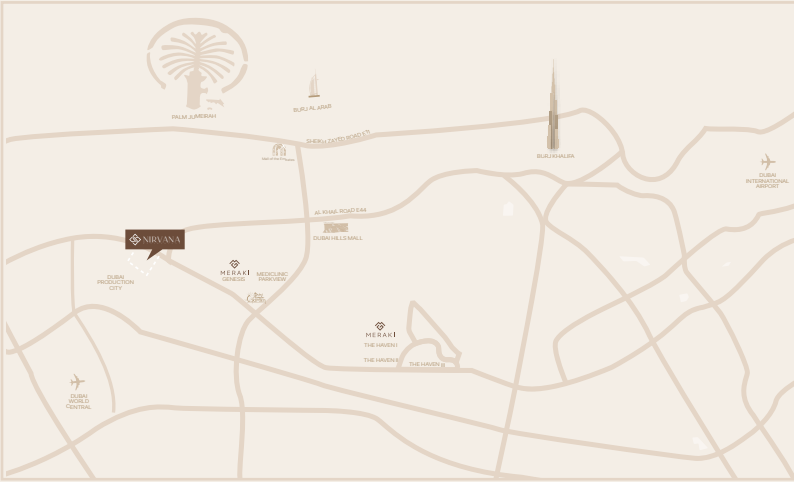 PALM JUMEIRAH
BURJ AL ARAB
SHEIKH ZAYED ROAD E11
BURJ KHALIFA
DUBAI
INTERNATIONAL
AIRPORT
AL KHAIL ROAD E44
DUBAI HILLS MALL
NIRVANA
DUBAI
PRODUCTION
CITY
MERAKI
GENESIS
MEDICLINIC
PARKVIEW
MERAKI
THE HAVEN I
THE HAVEN II
THE HAVEN III
DUBAI
WORLD
CENTRAL